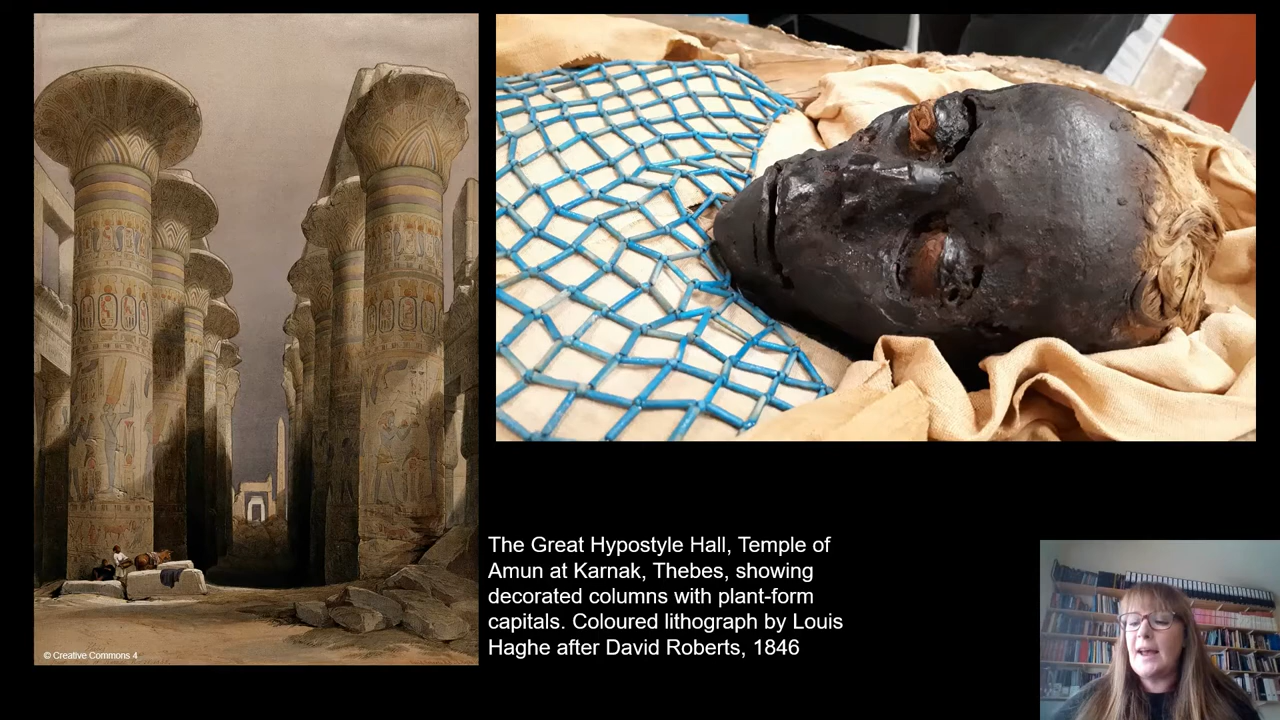 © Creative Commons 4
The Great Hypostyle Hall, Temple of
Amun at Karnak, Thebes, showing
decorated columns with plant-form
capitals. Coloured lithograph by Louis
Haghe after David Roberts, 1846